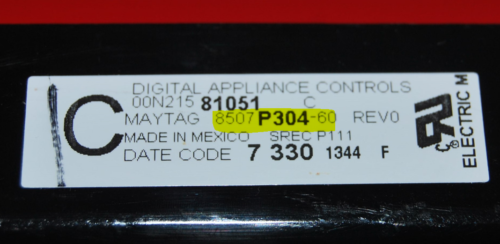 C
DIGITAL APPLIANCE CONTROLS
00N215 81051 C
MAYTAG 8507P304-60 REV0
MADE IN MEXICO SREC P111
DATE CODE 7 330 1344 F
ELECTRIC M